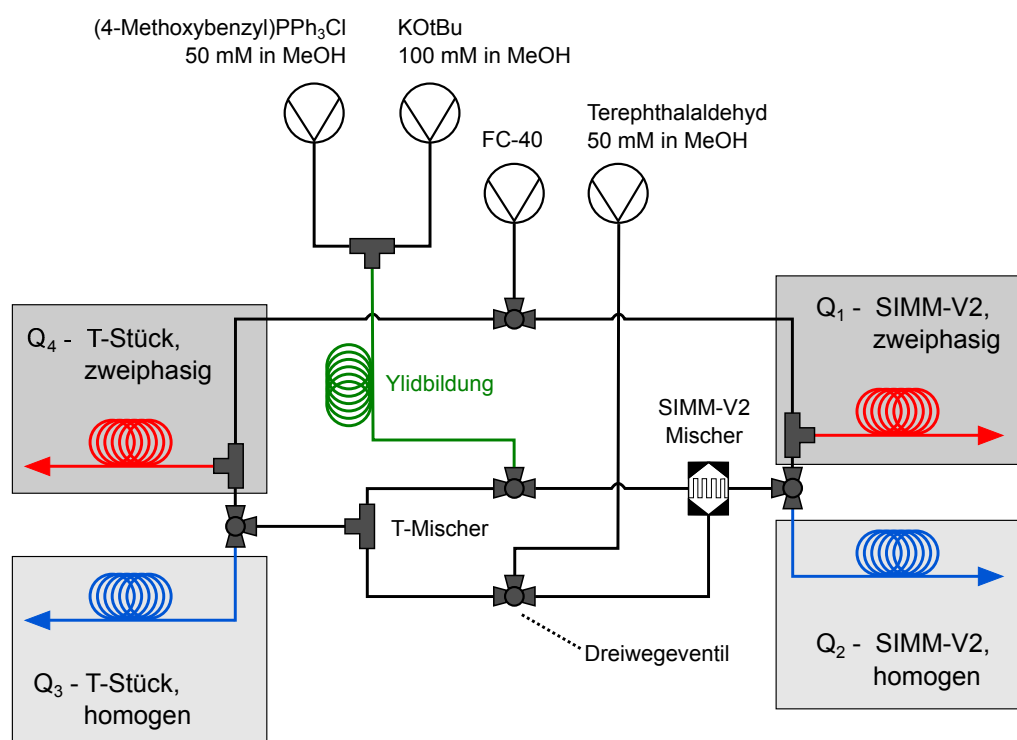 (4-Methoxybenzyl)PPh₃Cl
50 mM in MeOH
KOtBu
100 mM in MeOH
FC-40
Terephthalaldehyd
50 mM in MeOH
Q₄ - T-Stück,
zweiphasig
Ylidbildung
Q₁ - SIMM-V2,
zweiphasig
SIMM-V2
Mischer
T-Mischer
Dreiwegeventil
Q₃ - T-Stück,
homogen
Q₂ - SIMM-V2,
homogen